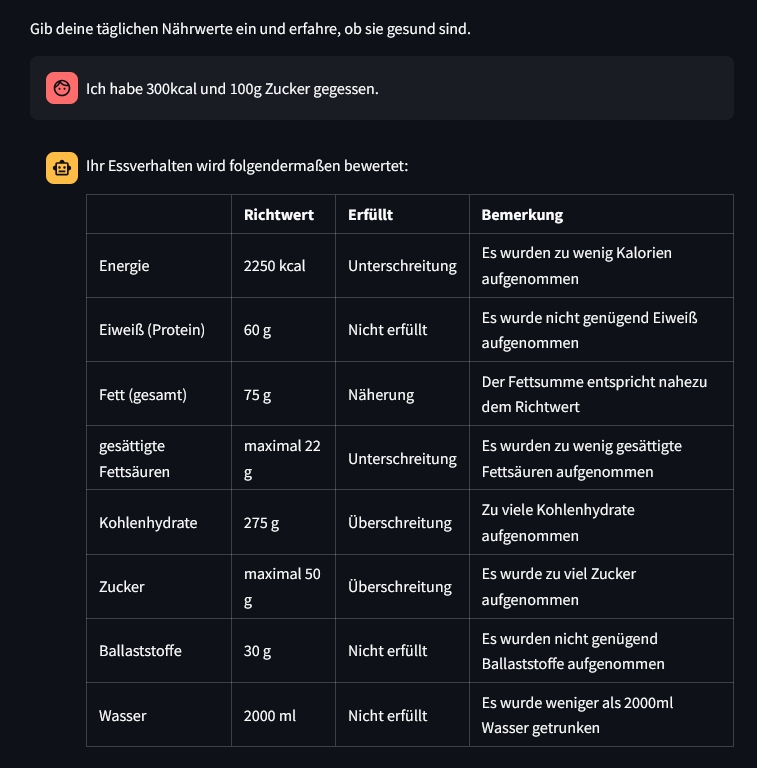 Gib deine täglichen Nährwerte ein und erfahre, ob sie gesund sind.
Ich habe 300kcal und 100g Zucker gegessen.
Ihr Essverhalten wird folgendermaßen bewertet:
Richtwert Erfüllt Bemerkung
Energie 2250 kcal Unterschreitung Es wurden zu wenig Kalorien
aufgenommen
Eiweiß (Protein) 60 g Nicht erfüllt Es wurde nicht genügend Eiweiß
aufgenommen
Fett (gesamt) 75 g Näherung Der Fettsumme entspricht nahezu
dem Richtwert
gesättigte maximal 22 Unterschreitung Es wurden zu wenig gesättigte
Fettsäuren g Fettsäuren aufgenommen
Kohlenhydrate 275 g Überschreitung Zu viele Kohlenhydrate
aufgenommen
Zucker maximal 50 Überschreitung Es wurde zu viel Zucker
g aufgenommen
Ballaststoffe 30 g Nicht erfüllt Es wurden nicht genügend
Ballaststoffe aufgenommen
Wasser 2000 ml Nicht erfüllt Es wurde weniger als 2000ml
Wasser getrunken